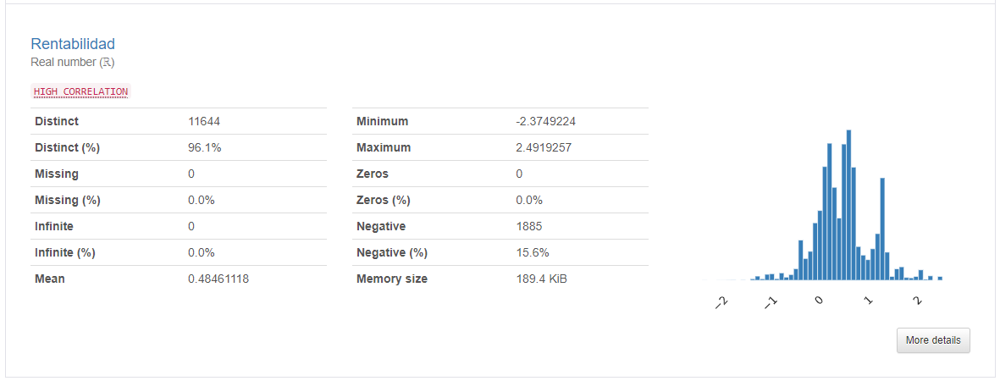 Rentabilidad
Real number (ℝ)
HIGH CORRELATION
Distinct 11644
Distinct (%) 96.1%
Missing 0
Missing (%) 0.0%
Infinite 0
Infinite (%) 0.0%
Mean 0.48461118
Minimum -2.3749224
Maximum 2.4919257
Zeros 0
Zeros (%) 0.0%
Negative 1885
Negative (%) 15.6%
Memory size 189.4 KiB
−2 −1 0 1 2
More details